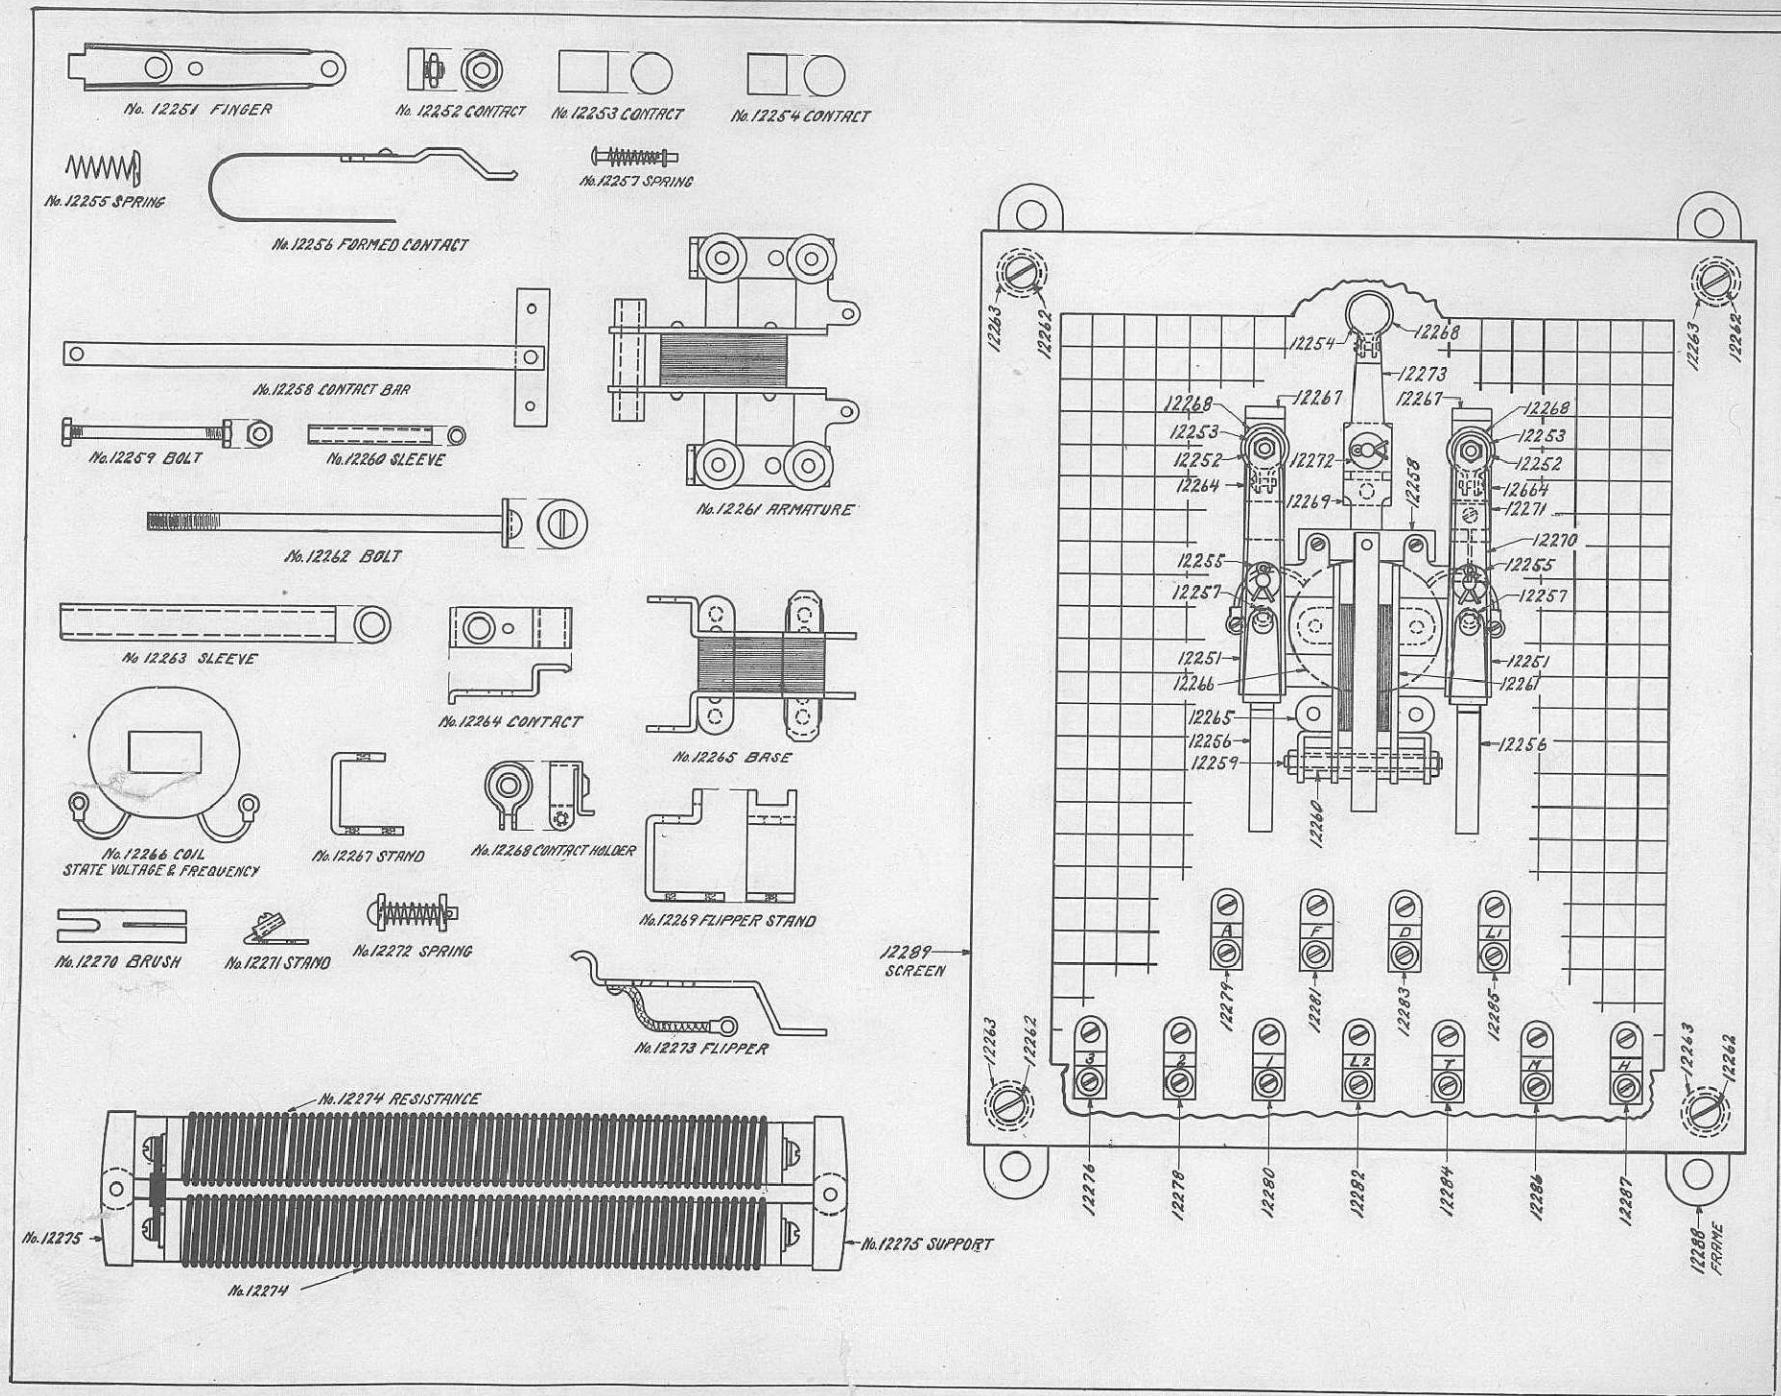 No. 12251 FINGER
No. 12252 CONTACT
No. 12253 CONTACT
No. 12254 CONTACT
No. 12255 SPRING
No. 12256 FORMED CONTACT
No. 12257 SPRING
No. 12258 CONTACT BAR
No. 12259 BOLT
No. 12260 SLEEVE
No. 12261 ARMATURE
No. 12262 BOLT
No 12263 SLEEVE
No. 12264 CONTACT
No. 12265 BASE
No. 12266 COIL
STATE VOLTAGE & FREQUENCY
No. 12267 STAND
No. 12268 CONTACT HOLDER
No. 12269 FLIPPER STAND
No. 12270 BRUSH
No. 12271 STAND
No. 12272 SPRING
No. 12273 FLIPPER
No. 12274 RESISTANCE
No. 12275
No. 12275 SUPPORT
No. 12274
12263
12262
12263
12262
12254
12268
12273
12268
12267
12267
12268
12253
12253
12252
12272
12258
12252
12264
12269
12664
12271
12270
12255
12255
12257
12257
12251
12251
12266
12261
12265
12256
12256
12259
12260
12289
SCREEN
A
F
D
L1
12279
12281
12283
12285
12263
12262
12263
12262
3
2
1
L2
T
M
H
12276
12278
12280
12282
12284
12286
12287
12288
FRAME